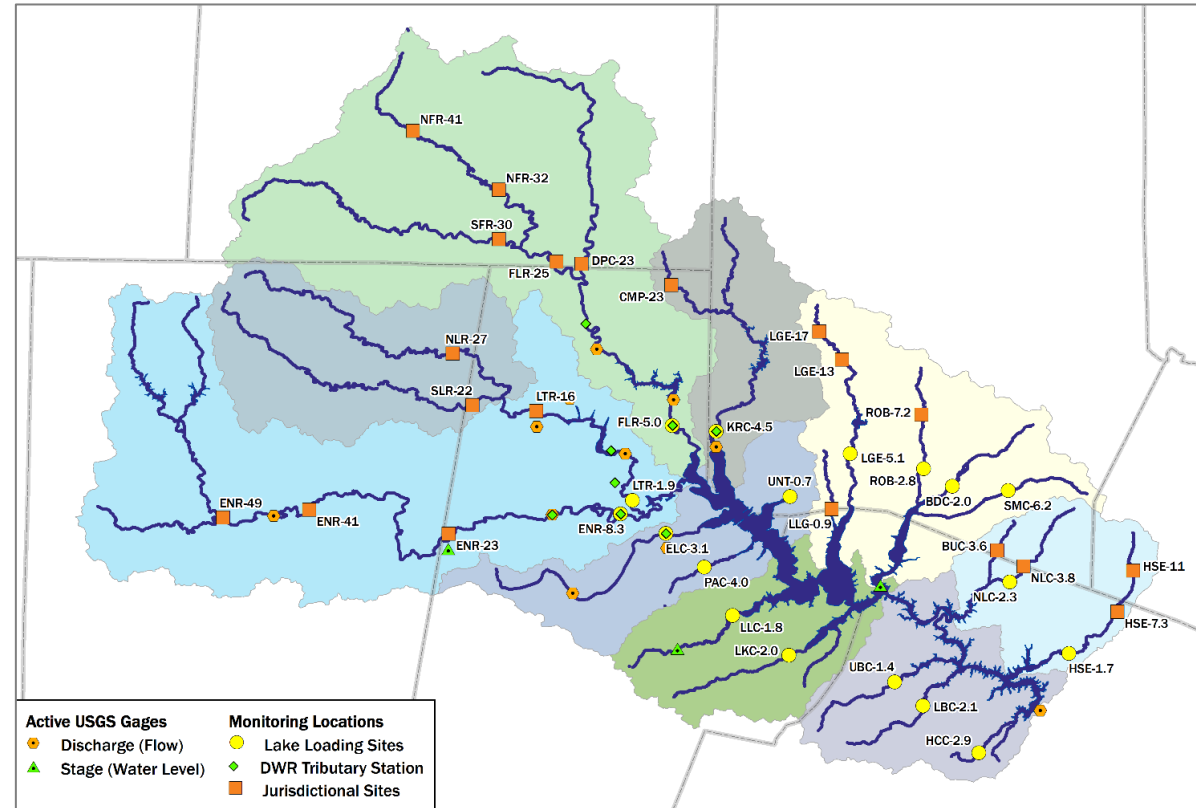 NFR-41
NFR-32
SFR-30
FLR-25
DPC-23
CMP-23
LGE-17
NLR-27
LGE-13
SLR-22
LTR-16
ROB-7.2
FLR-5.0
KRC-4.5
LGE-5.1
ROB-2.8
UNT-0.7
LTR-1.9
BDC-2.0
SMC-6.2
ENR-49
ENR-41
LLG-0.9
ENR-8.3
ENR-23
ELC-3.1
BUC-3.6
PAC-4.0
NLC-3.8
HSE-11
NLC-2.3
HSE-7.3
LLC-1.8
LKC-2.0
UBC-1.4
HSE-1.7
LBC-2.1
HCC-2.9
Active USGS Gages
Discharge (Flow)
Stage (Water Level)
Monitoring Locations
Lake Loading Sites
DWR Tributary Station
Jurisdictional Sites